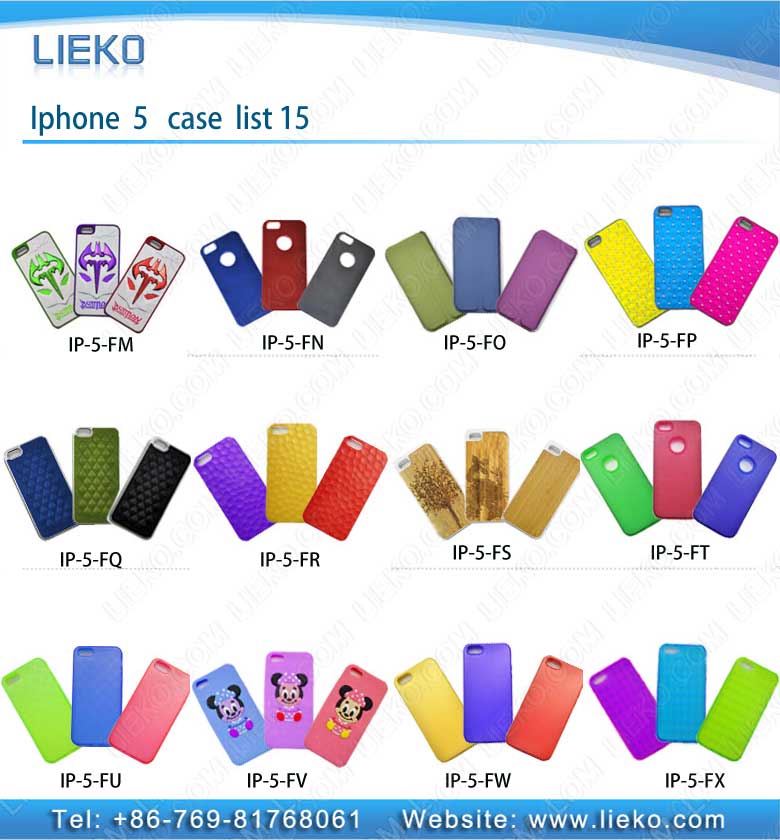 LIEKO
Iphone 5 case list 15
IP-5-FM
IP-5-FN
IP-5-FO
IP-5-FP
IP-5-FQ
IP-5-FR
IP-5-FS
IP-5-FT
IP-5-FU
IP-5-FV
IP-5-FW
IP-5-FX
Tel: +86-769-81768061 Website: www.lieko.com
LIEKO.COM